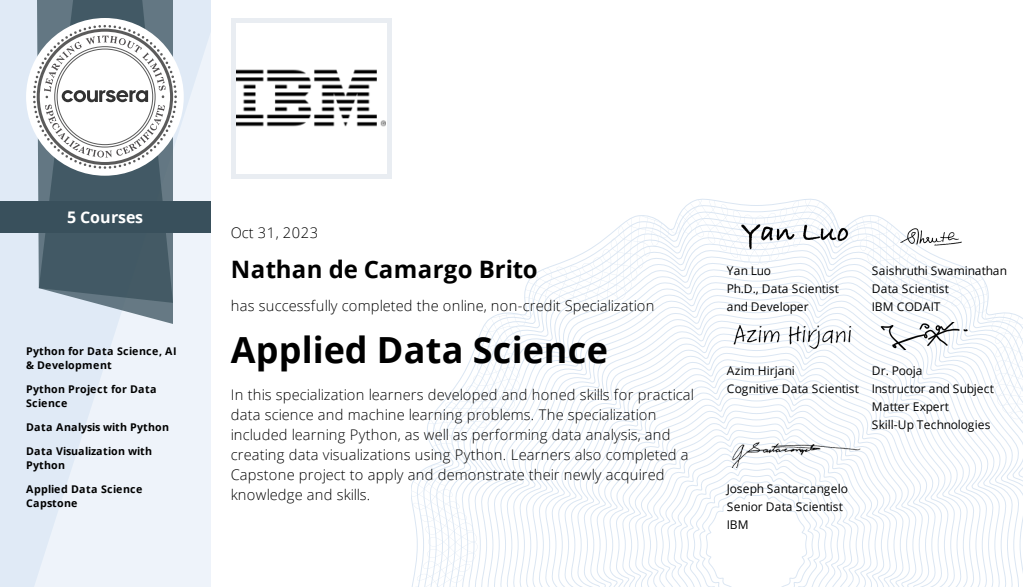 LEARNING WITHOUT LIMITS
coursera
SPECIALIZATION CERTIFICATE
5 Courses
Python for Data Science, AI
& Development
Python Project for Data
Science
Data Analysis with Python
Data Visualization with
Python
Applied Data Science
Capstone
IBM®
Oct 31, 2023
Nathan de Camargo Brito
has successfully completed the online, non-credit Specialization
Applied Data Science
In this specialization learners developed and honed skills for practical
data science and machine learning problems. The specialization
included learning Python, as well as performing data analysis, and
creating data visualizations using Python. Learners also completed a
Capstone project to apply and demonstrate their newly acquired
knowledge and skills.
Yan Luo
Yan Luo
Ph.D., Data Scientist
and Developer
Saishruthi Swaminathan
Data Scientist
IBM CODAIT
Azim Hirjani
Azim Hirjani
Cognitive Data Scientist
Dr. Pooja
Instructor and Subject
Matter Expert
Skill-Up Technologies
J Santarcangelo
Joseph Santarcangelo
Senior Data Scientist
IBM